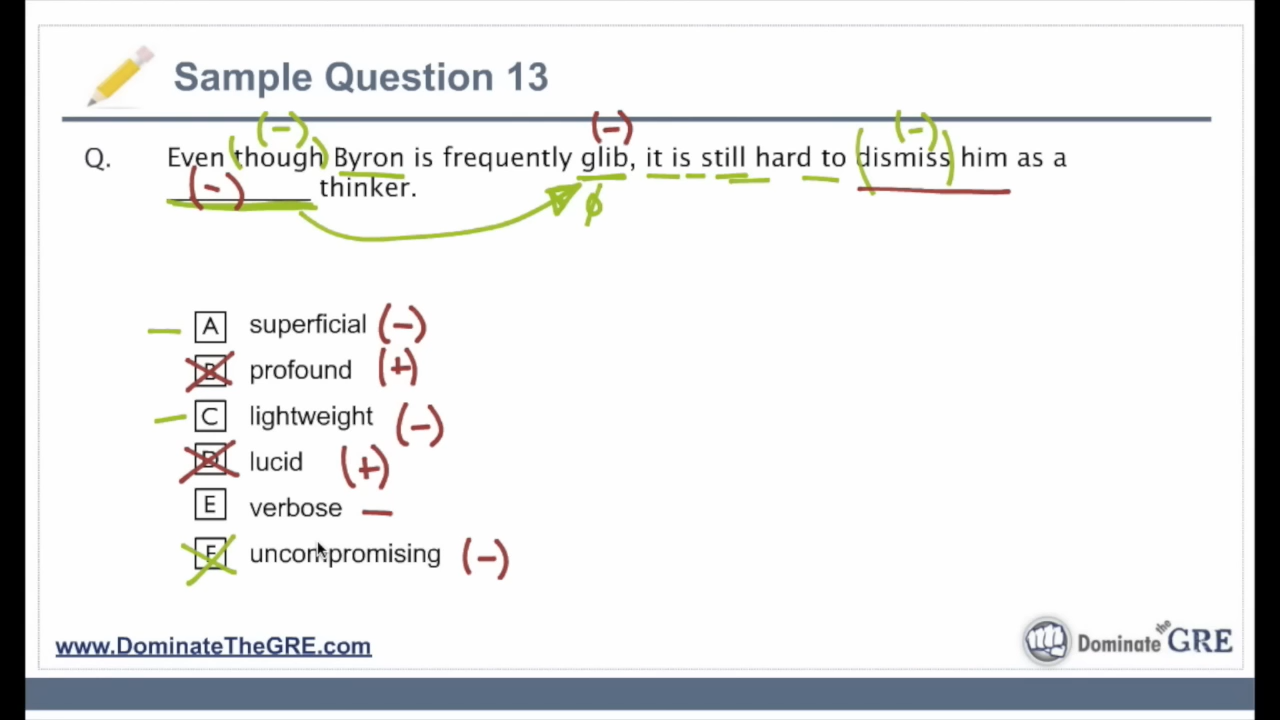 Sample Question 13
(-) (-) (-)
Q. Even though Byron is frequently glib, it is still hard to dismiss him as a
(-) thinker.
A superficial (-)
B profound (+)
C lightweight (-)
D lucid (+)
E verbose –
F uncompromising (-)
www.DominateTheGRE.com
Dominate the GRE